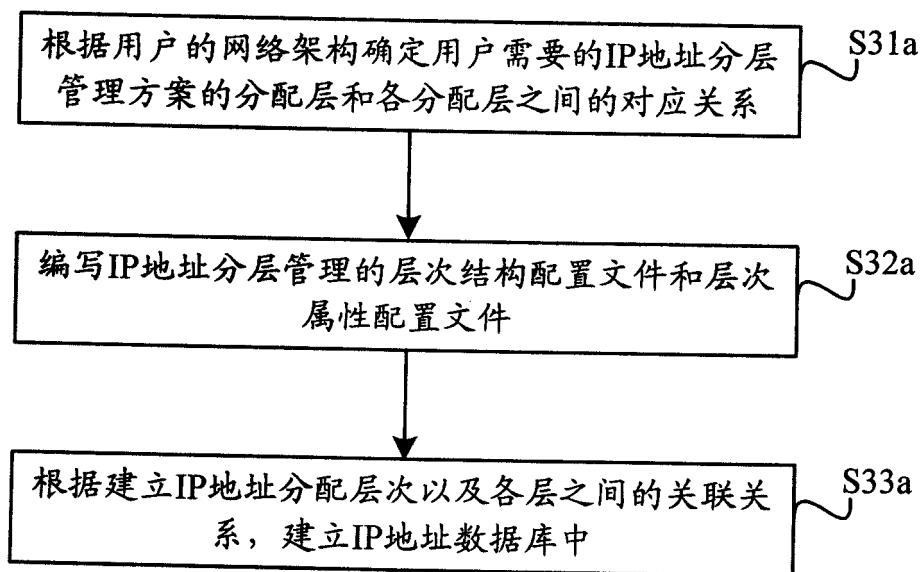 根据用户的网络架构确定用户需要的IP地址分层
管理方案的分配层和各分配层之间的对应关系
S31a
编写IP地址分层管理的层次结构配置文件和层次
属性配置文件
S32a
根据建立IP地址分配层次以及各层之间的关联关
系，建立IP地址数据库中
S33a